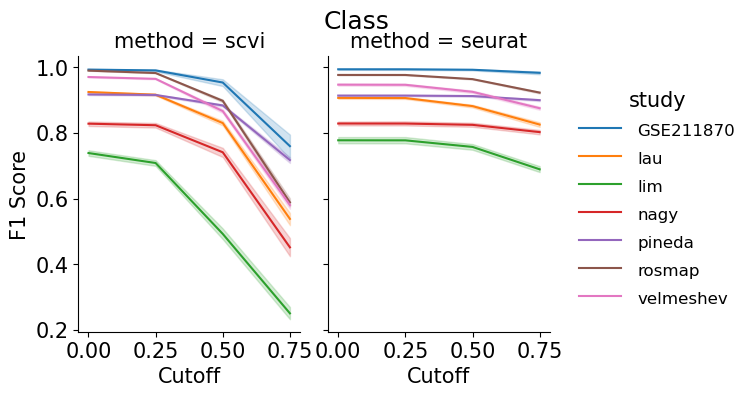 Class
method = scvi
method = seurat
F1 Score
1.0
0.8
0.6
0.4
0.2
0.00
0.25
0.50
0.75
Cutoff
0.00
0.25
0.50
0.75
Cutoff
study
GSE211870
lau
lim
nagy
pineda
rosmap
velmeshev